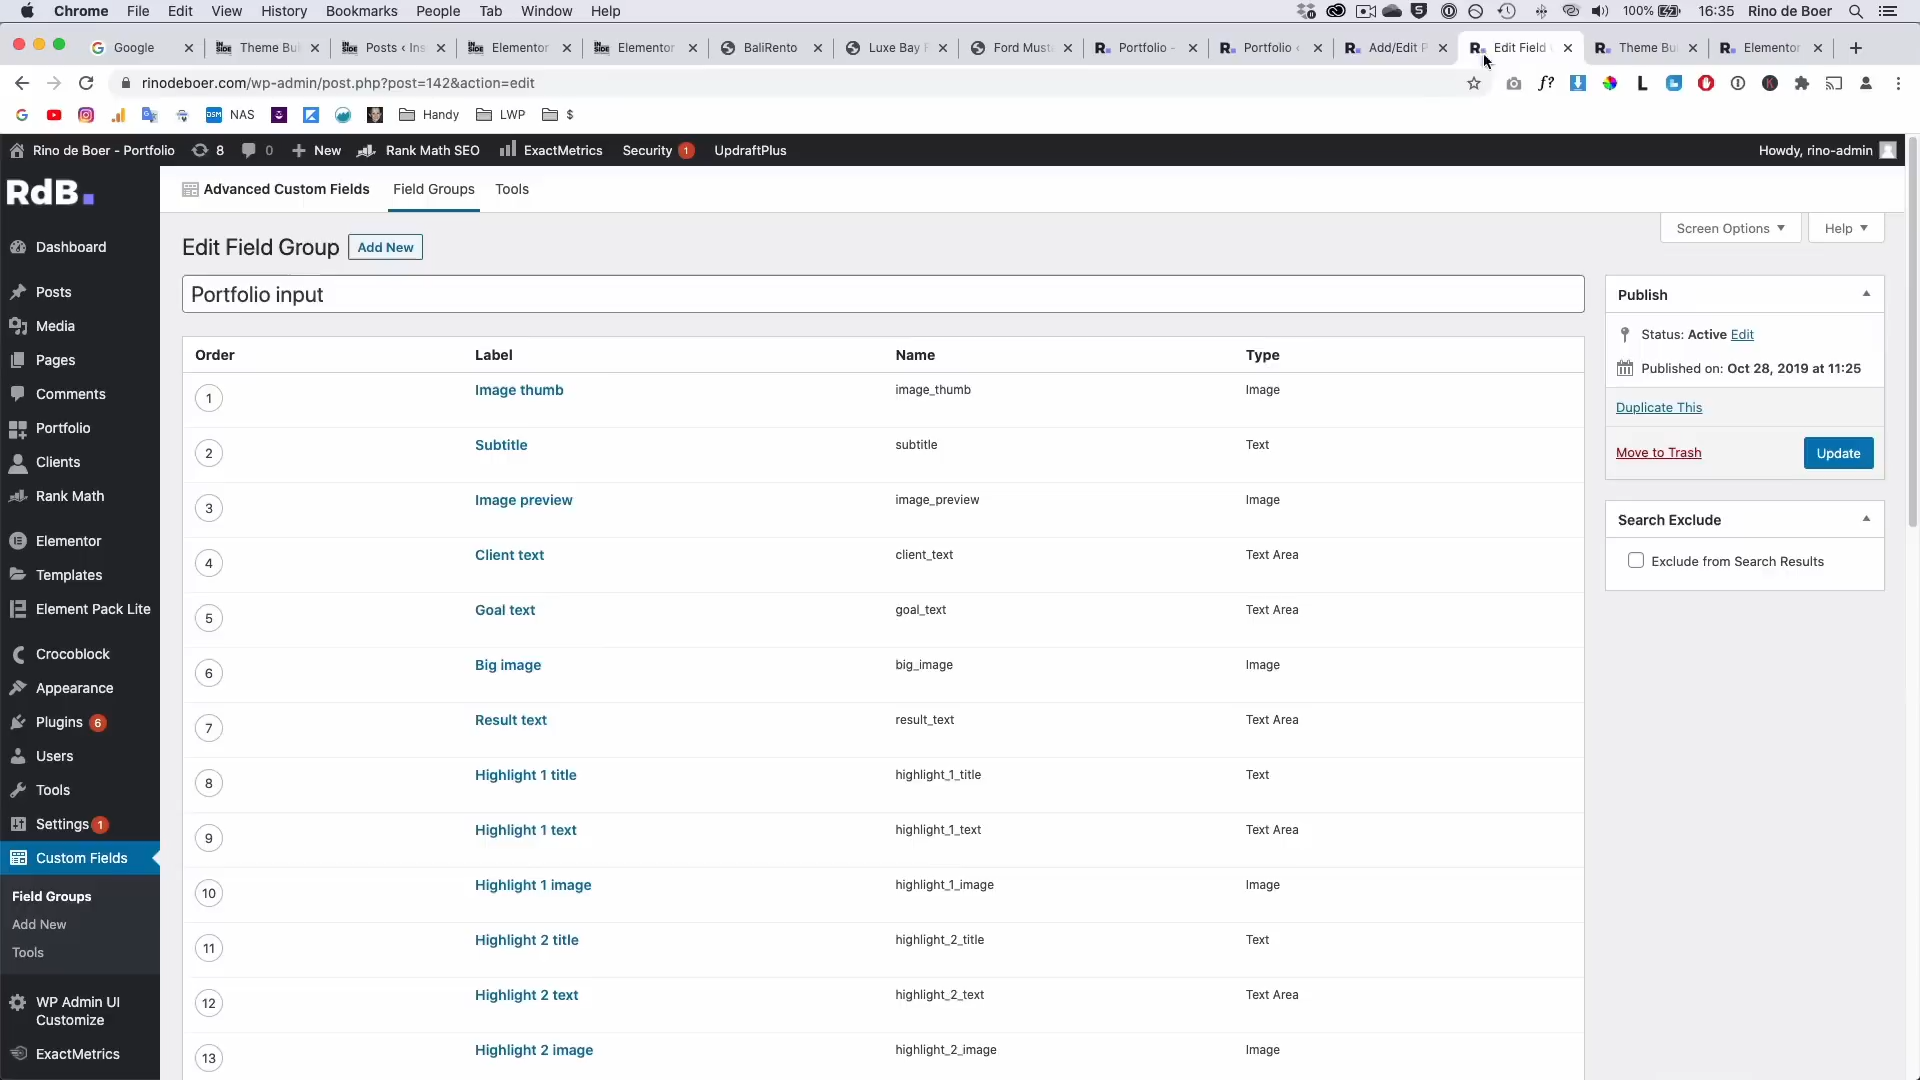 Chrome File Edit View History Bookmarks People Tab Window Help 100% 16:35 Rino de Boer
Google Theme Bui Posts ‹ Ins Elementor Elementor BaliRento Luxe Bay F Ford Must Portfolio - Portfolio ‹ Add/Edit P Edit Field Theme Bui Elementor
rinodeboer.com/wp-admin/post.php?post=142&action=edit
NAS Handy LWP $
Rino de Boer - Portfolio 8 0 New Rank Math SEO ExactMetrics Security 1 UpdraftPlus Howdy, rino-admin
RdB.
Advanced Custom Fields Field Groups Tools
Screen Options Help
Edit Field Group Add New
Portfolio input
Order Label Name Type
1 Image thumb image_thumb Image
2 Subtitle subtitle Text
3 Image preview image_preview Image
4 Client text client_text Text Area
5 Goal text goal_text Text Area
6 Big image big_image Image
7 Result text result_text Text Area
8 Highlight 1 title highlight_1_title Text
9 Highlight 1 text highlight_1_text Text Area
10 Highlight 1 image highlight_1_image Image
11 Highlight 2 title highlight_2_title Text
12 Highlight 2 text highlight_2_text Text Area
13 Highlight 2 image highlight_2_image Image
Publish
Status: Active Edit
Published on: Oct 28, 2019 at 11:25
Duplicate This
Move to Trash Update
Search Exclude
Exclude from Search Results
Dashboard
Posts
Media
Pages
Comments
Portfolio
Clients
Rank Math
Elementor
Templates
Element Pack Lite
Crocoblock
Appearance
Plugins 6
Users
Tools
Settings 1
Custom Fields
Field Groups
Add New
Tools
WP Admin UI
Customize
ExactMetrics